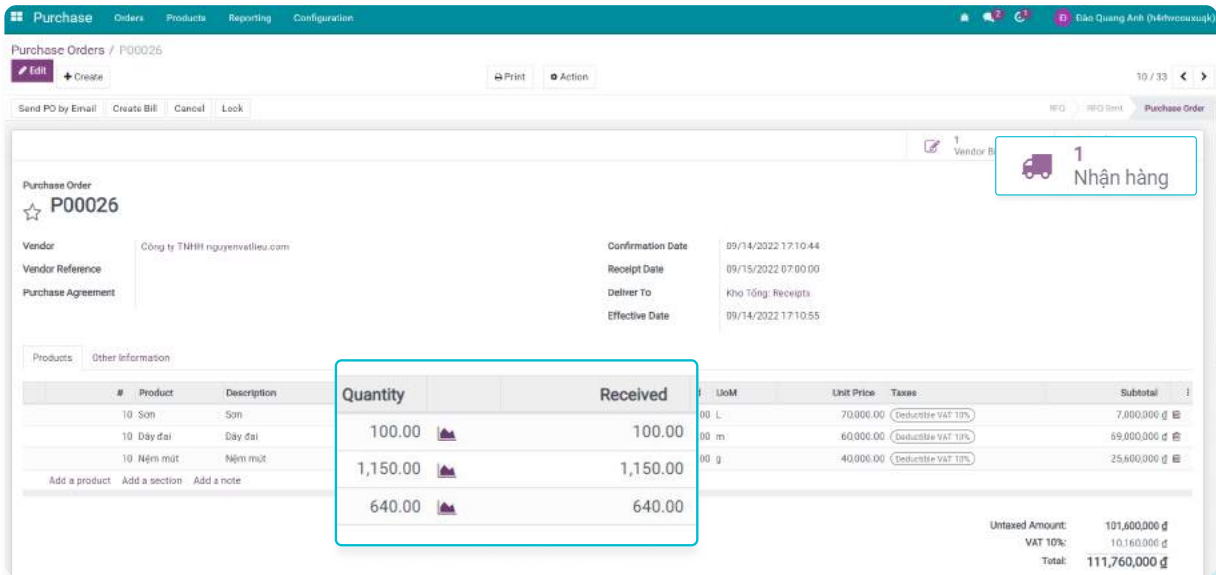 Purchase Orders Products Reporting Configuration 2
Purchase Orders / P00026
Edit + Create Print Action 10 / 33
Send PO by Email Create Bill Cancel Lock RFQ RFQ Sent Purchase Order
1
Vendor Bi
1
Nhận hàng
Purchase Order
P00026
Vendor Công ty TNHH nguyenvatlieu.com Confirmation Date 09/14/2022 17:10:44
Vendor Reference Receipt Date 09/15/2022 07:00:00
Purchase Agreement Deliver To Kho Tổng: Receipts
Effective Date 09/14/2022 17:10:55
Products Other Information
# Product Description Quantity Received UoM Unit Price Taxes Subtotal
10 Sơn Sơn 100.00 100.00 00 L 70,000.00 Deductible VAT 10% 7,000,000 ₫
10 Dây đai Dây đai 1,150.00 1,150.00 00 m 60,000.00 Deductible VAT 10% 69,000,000 ₫
10 Nệm mút Nệm mút 640.00 640.00 00 g 40,000.00 Deductible VAT 10% 25,600,000 ₫
Add a product Add a section Add a note
Untaxed Amount: 101,600,000 ₫
VAT 10%: 10,160,000 ₫
Total: 111,760,000 ₫